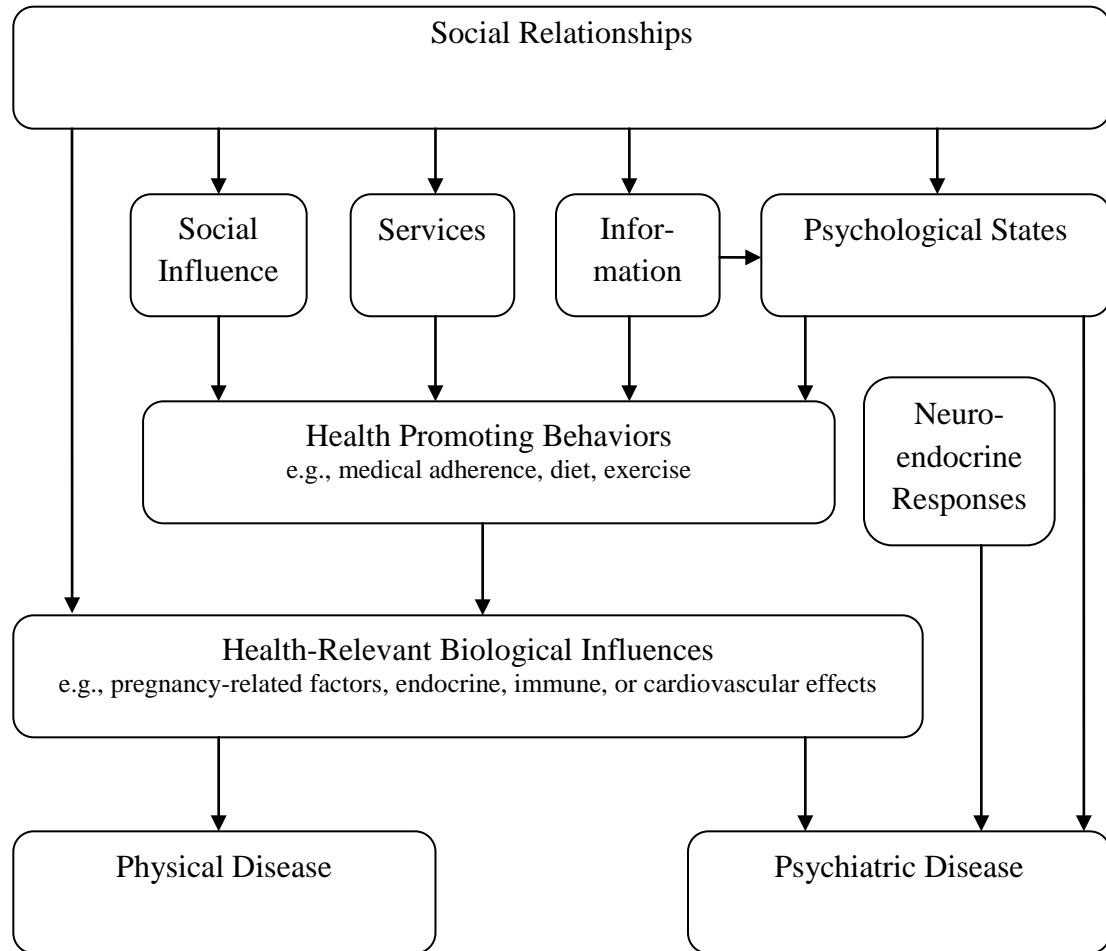 Social Relationships
Social
Influence
Services
Infor-
mation
Psychological States
Health Promoting Behaviors
e.g., medical adherence, diet, exercise
Neuro-
endocrine
Responses
Health-Relevant Biological Influences
e.g., pregnancy-related factors, endocrine, immune, or cardiovascular effects
Physical Disease
Psychiatric Disease